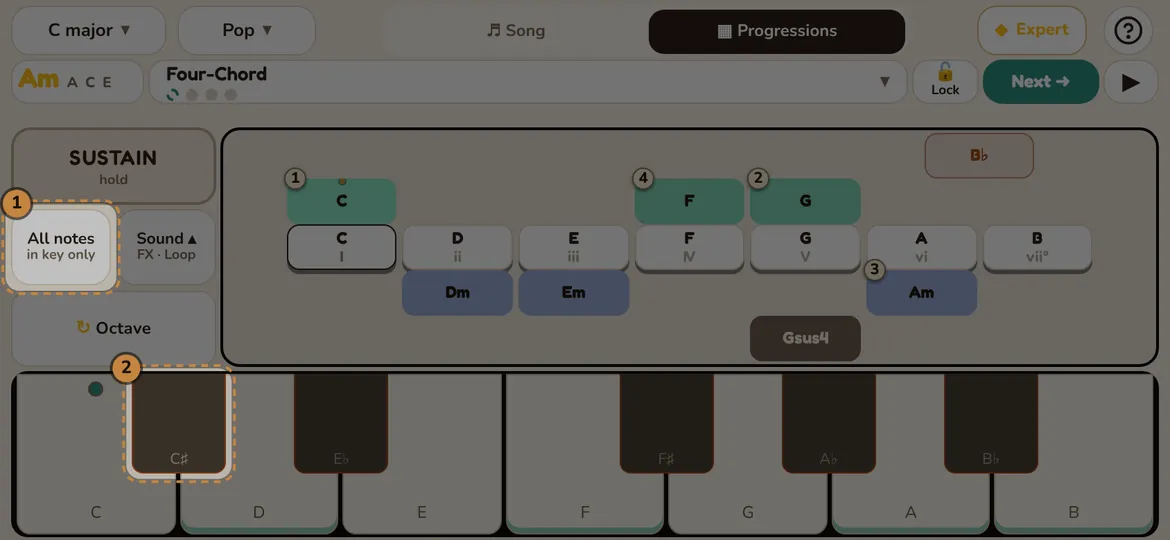 C major ▼
Pop ▼
♬ Song
▦ Progressions
◆ Expert
?
Am A C E
Four-Chord
▼
🔓
Lock
Next →
▶
SUSTAIN
hold
1
All notes
in key only
Sound ▲
FX · Loop
↻ Octave
B♭
1
4
2
C
F
G
C
D
E
F
G
A
B
I
ii
iii
IV
V
vi
vii°
3
Dm
Em
Am
Gsus4
2
C♯
E♭
F♯
A♭
B♭
C
D
E
F
G
A
B